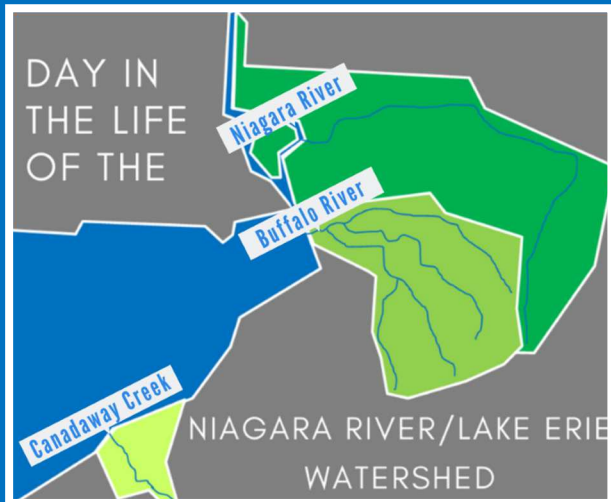 DAY IN
THE LIFE
OF THE
Niagara River
Buffalo River
Canadaway Creek
NIAGARA RIVER/LAKE ERIE
WATERSHED